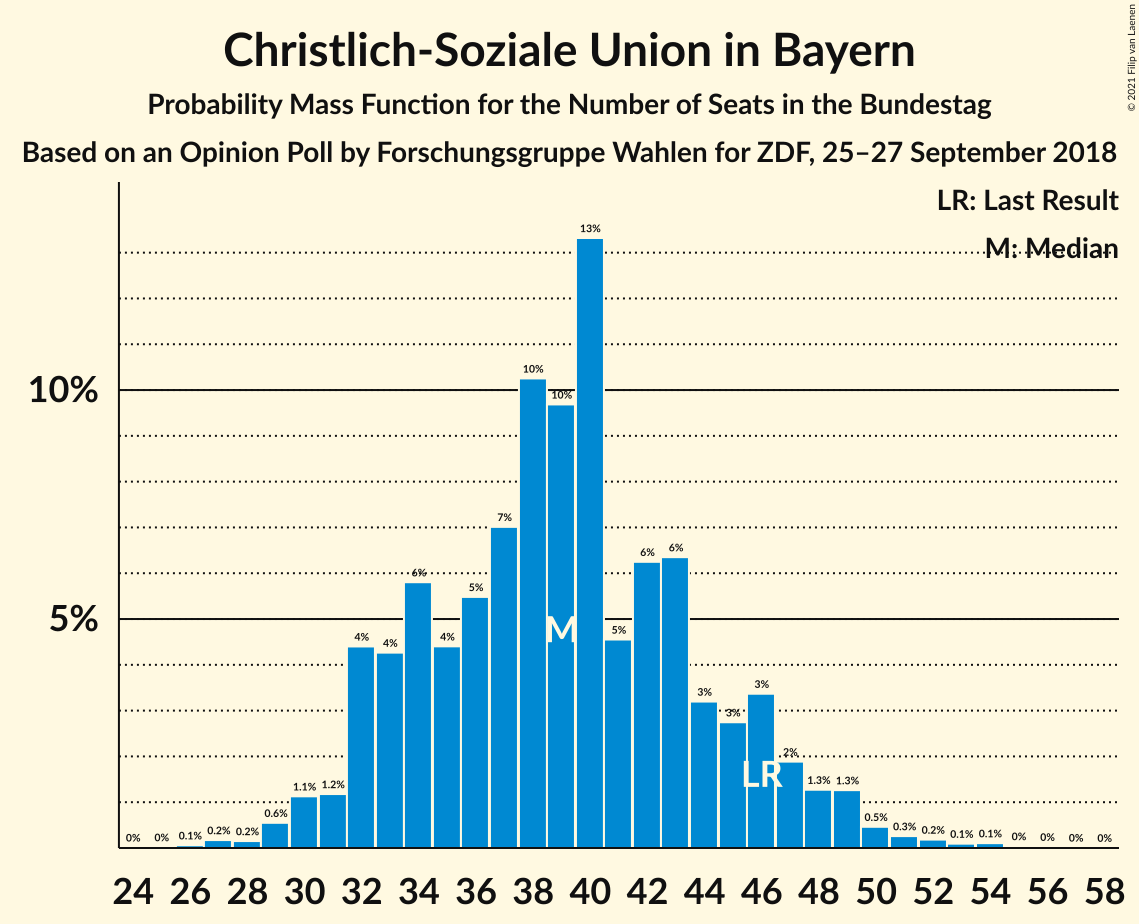 Christlich-Soziale Union in Bayern
Probability Mass Function for the Number of Seats in the Bundestag
Based on an Opinion Poll by Forschungsgruppe Wahlen for ZDF, 25–27 September 2018
© 2021 Filip van Laenen
LR: Last Result
M: Median
10%
5%
0% 0% 0.1% 0.2% 0.2% 0.6% 1.1% 1.2% 4% 4% 6% 4% 5% 7% 10% 10% 13% 5% 6% 6% 3% 3% 3% 2% 1.3% 1.3% 0.5% 0.3% 0.2% 0.1% 0.1% 0% 0% 0% 0%
M
LR
24 26 28 30 32 34 36 38 40 42 44 46 48 50 52 54 56 58